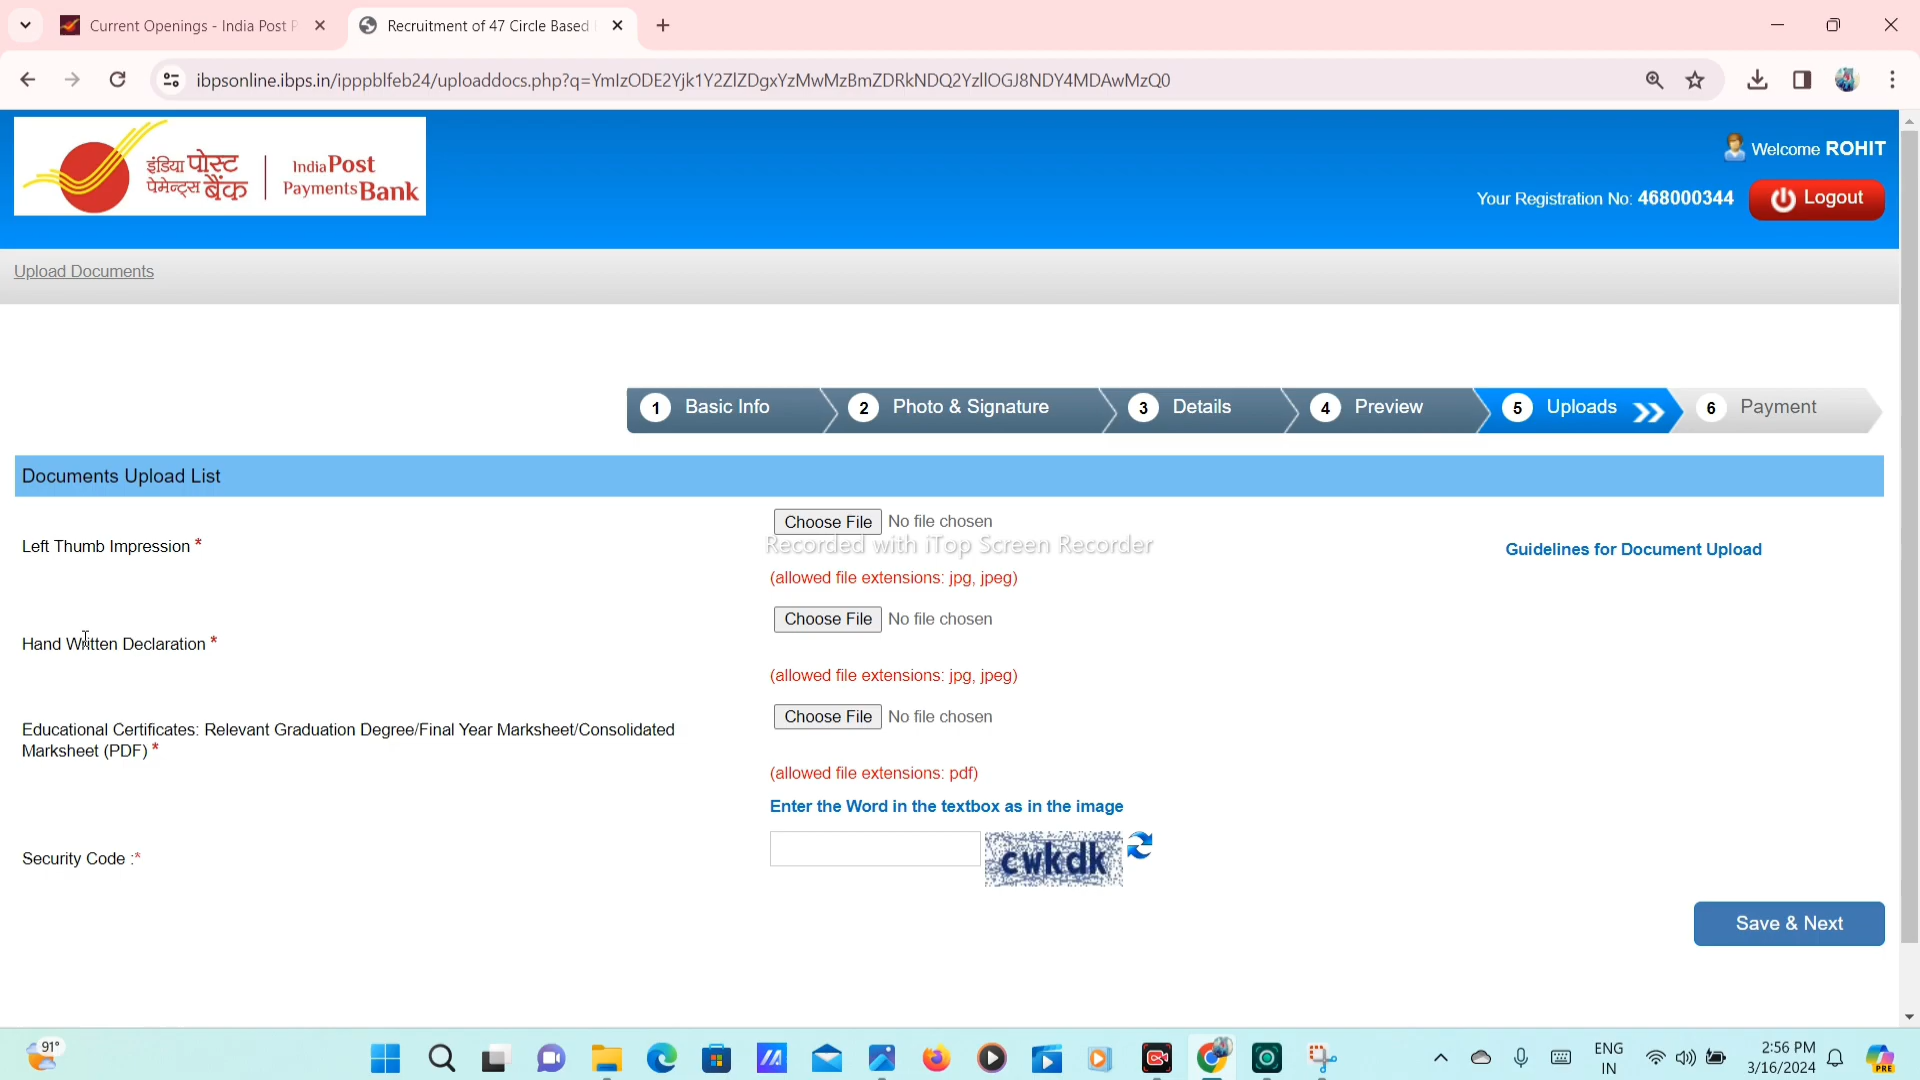 Current Openings - India Post P
Recruitment of 47 Circle Based
ibpsonline.ibps.in/ipppblfeb24/uploaddocs.php?q=YmIzODE2Yjk1Y2ZlZDgxYzMwMzBmZDRkNDQ2YzllOGJ8NDY4MDAwMzQ0
इंडिया पोस्ट
पेमेन्ट्स बैंक
IndiaPost
Payments Bank
Welcome ROHIT
Your Registration No: 468000344
Logout
Upload Documents
1 Basic Info
2 Photo & Signature
3 Details
4 Preview
5 Uploads
6 Payment
Documents Upload List
Left Thumb Impression *
Choose File No file chosen
Recorded with iTop Screen Recorder
(allowed file extensions: jpg, jpeg)
Guidelines for Document Upload
Hand Written Declaration *
Choose File No file chosen
(allowed file extensions: jpg, jpeg)
Educational Certificates: Relevant Graduation Degree/Final Year Marksheet/Consolidated
Marksheet (PDF) *
Choose File No file chosen
(allowed file extensions: pdf)
Enter the Word in the textbox as in the image
Security Code :*
cwkdk
Save & Next
91°
ENG
IN
2:56 PM
3/16/2024
PRE